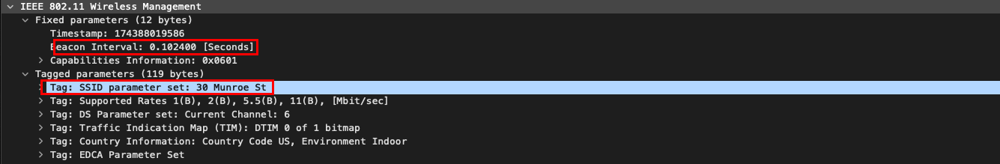 IEEE 802.11 Wireless Management
Fixed parameters (12 bytes)
Timestamp: 174388019586
Beacon Interval: 0.102400 [Seconds]
Capabilities Information: 0x0601
Tagged parameters (119 bytes)
Tag: SSID parameter set: 30 Munroe St
Tag: Supported Rates 1(B), 2(B), 5.5(B), 11(B), [Mbit/sec]
Tag: DS Parameter set: Current Channel: 6
Tag: Traffic Indication Map (TIM): DTIM 0 of 1 bitmap
Tag: Country Information: Country Code US, Environment Indoor
Tag: EDCA Parameter Set